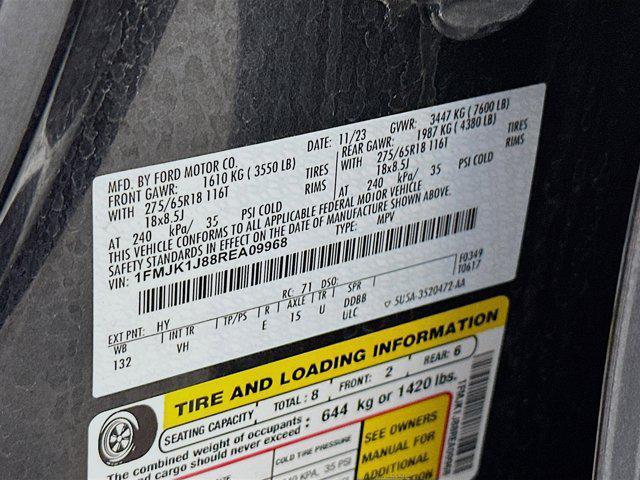 MFD. BY FORD MOTOR CO.
DATE: 11/23 GVWR: 3447 KG ( 7600 LB)
FRONT GAWR: 1610 KG ( 3550 LB)
REAR GAWR: 1987 KG ( 4380 LB)
WITH 275/65R18 116T TIRES
WITH 275/65R18 116T TIRES
18x8.5J RIMS
18x8.5J RIMS
AT 240 kPa/ 35 PSI COLD
AT 240 kPa/ 35 PSI COLD
THIS VEHICLE CONFORMS TO ALL APPLICABLE FEDERAL MOTOR VEHICLE
SAFETY STANDARDS IN EFFECT ON THE DATE OF MANUFACTURE SHOWN ABOVE.
VIN: 1FMJK1J88REA09968 TYPE: MPV
EXT PNT: HY RC: 71 DSO: F0349
WB INT TR TP/PS R AXLE TR SPR T0617
132 VH E 15 U DDBB
ULC 5U5A-3520472-AA
TIRE AND LOADING INFORMATION
SEATING CAPACITY TOTAL: 8 FRONT: 2 REAR: 6
The combined weight of occupants
and cargo should never exceed: 644 kg or 1420 lbs.
COLD TIRE PRESSURE
SEE OWNERS
MANUAL FOR
ADDITIONAL
KPA, 35 PSI